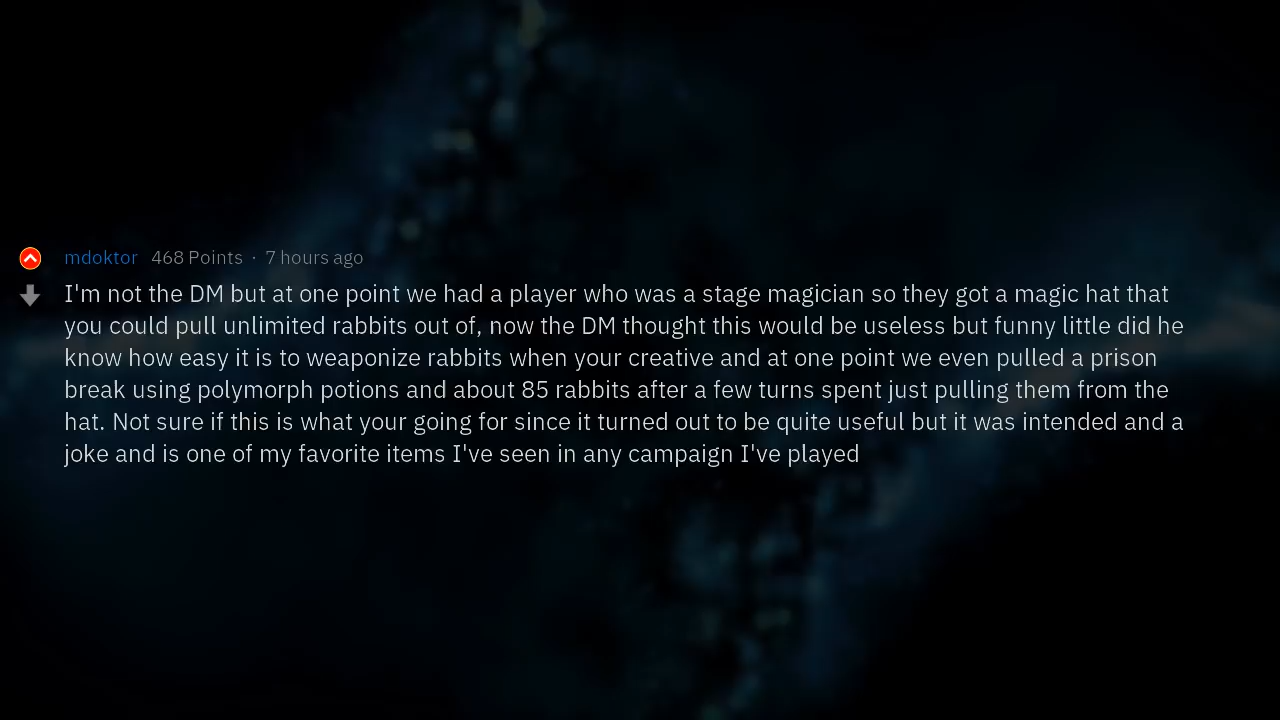 mdoktor 468 Points · 7 hours ago
I'm not the DM but at one point we had a player who was a stage magician so they got a magic hat that
you could pull unlimited rabbits out of, now the DM thought this would be useless but funny little did he
know how easy it is to weaponize rabbits when your creative and at one point we even pulled a prison
break using polymorph potions and about 85 rabbits after a few turns spent just pulling them from the
hat. Not sure if this is what your going for since it turned out to be quite useful but it was intended and a
joke and is one of my favorite items I've seen in any campaign I've played